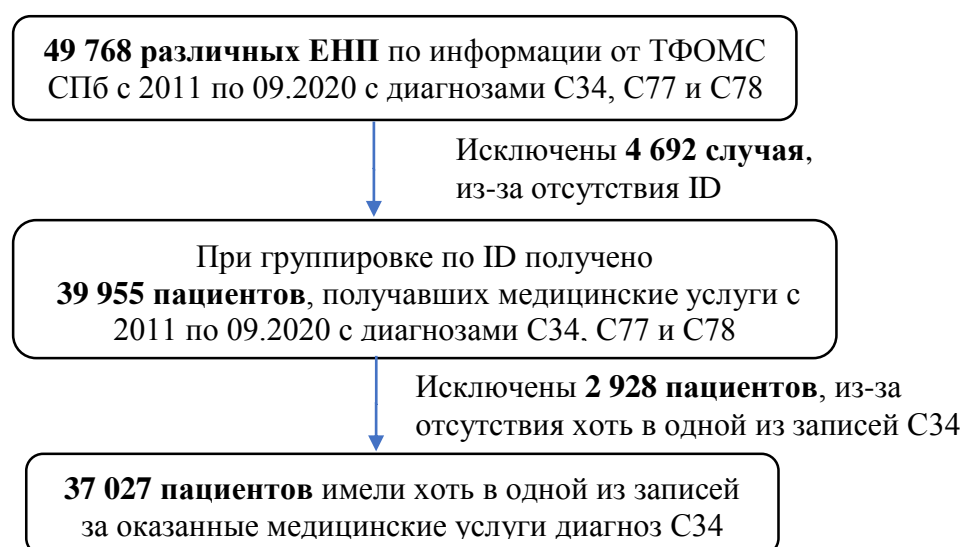 49 768 различных ЕНП по информации от ТФОМС
СПб с 2011 по 09.2020 с диагнозами С34, С77 и С78
Исключены 4 692 случая,
из-за отсутствия ID
При группировке по ID получено
39 955 пациентов, получавших медицинские услуги с
2011 по 09.2020 с диагнозами С34, С77 и С78
Исключены 2 928 пациентов, из-за
отсутствия хоть в одной из записей С34
37 027 пациентов имели хоть в одной из записей
за оказанные медицинские услуги диагноз С34